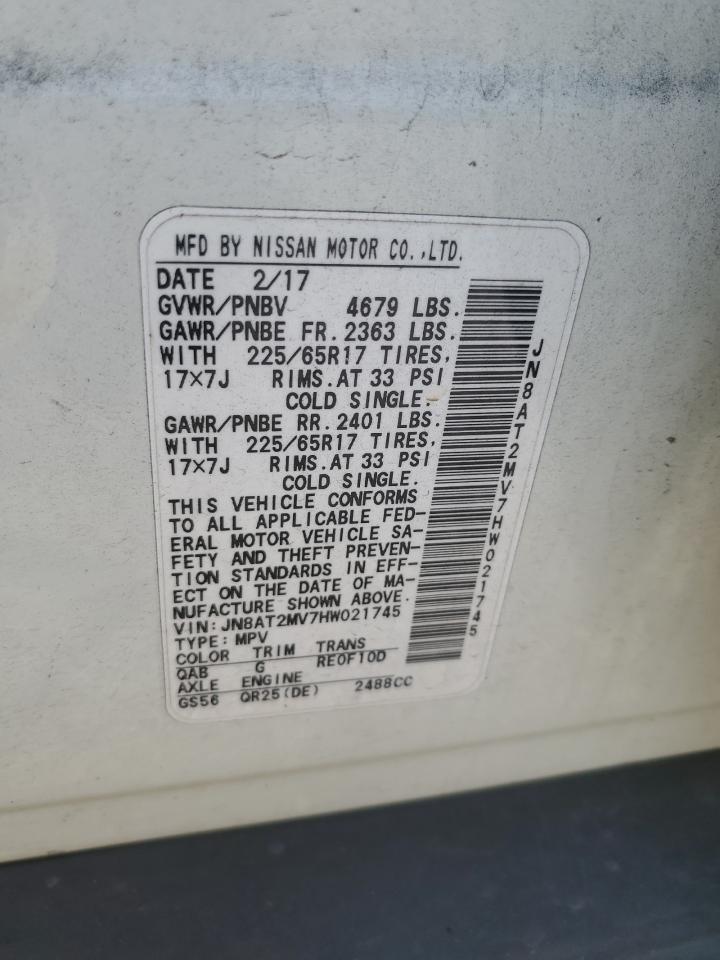 MFD BY NISSAN MOTOR CO.,LTD.
DATE 2/17
GVWR/PNBV 4679 LBS.
GAWR/PNBE FR.2363 LBS.
WITH 225/65R17 TIRES,
17×7J RIMS.AT 33 PSI
COLD SINGLE.
GAWR/PNBE RR.2401 LBS.
WITH 225/65R17 TIRES,
17×7J RIMS.AT 33 PSI
COLD SINGLE.
THIS VEHICLE CONFORMS
TO ALL APPLICABLE FED-
ERAL MOTOR VEHICLE SA-
FETY AND THEFT PREVEN-
TION STANDARDS IN EFF-
ECT ON THE DATE OF MA-
NUFACTURE SHOWN ABOVE.
VIN:JN8AT2MV7HW021745
TYPE:MPV
COLOR TRIM TRANS
QAB G RE0F10D
AXLE ENGINE
GS56 QR25(DE) 2488CC
JN8AT2MV7HW021745